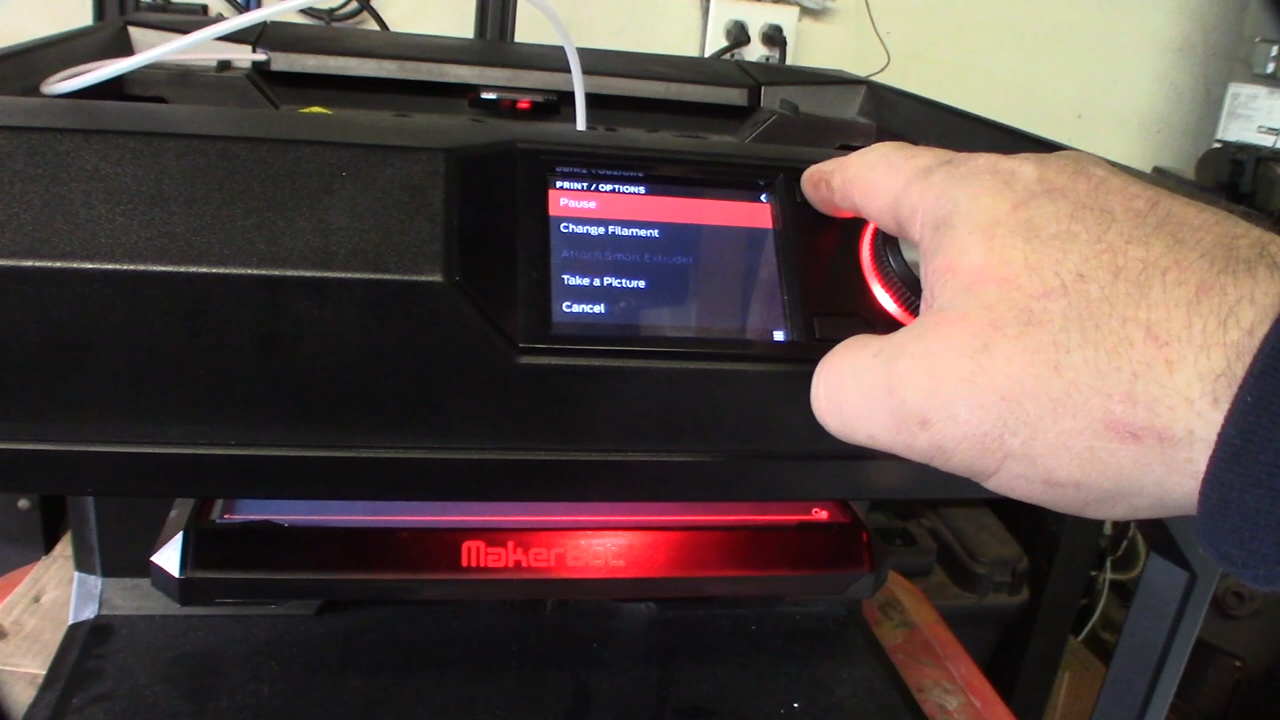 PRINT / OPTIONS
Pause
Change Filament
Attach Smart Extruder
Take a Picture
Cancel
MakerBot